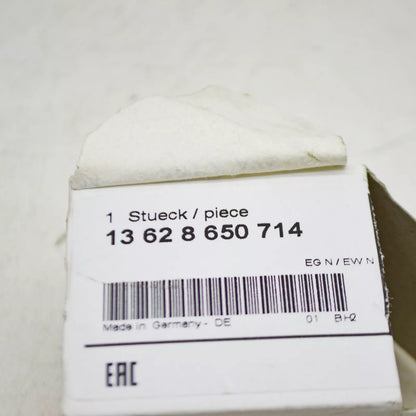 1 Stueck / piece
13 62 8 650 714
EG N / EW N
Made in Germany - DE 01 BH2
EAC